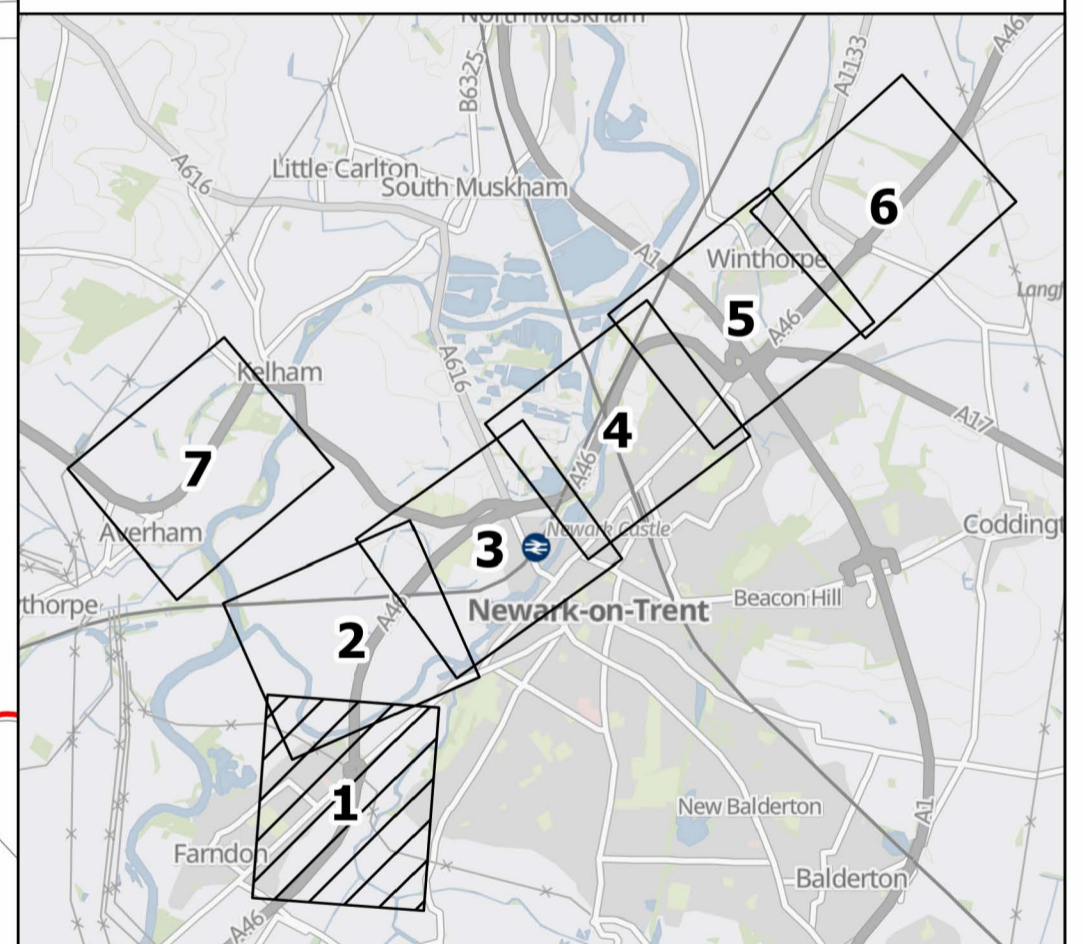 North Muskham
A46
A1133
B6325
A616
Little Carlton
South Muskham
6
A1
Winthorpe
Langf
5
A46
Kelham
A616
A17
4
7
A46
Averham
Newark Castle
Coddingt
3
thorpe
Beacon Hill
Newark-on-Trent
A46
2
1
New Balderton
A1
Farndon
Balderton
A46